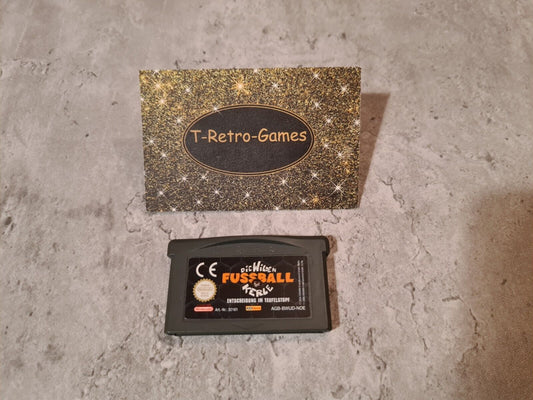 T-Retro-Games
CE
DIE WILDEN
FUSSBALL
KERLE
ENTSCHEIDUNG IM TEUFELSTOPF
AGB-BWUD-NOE